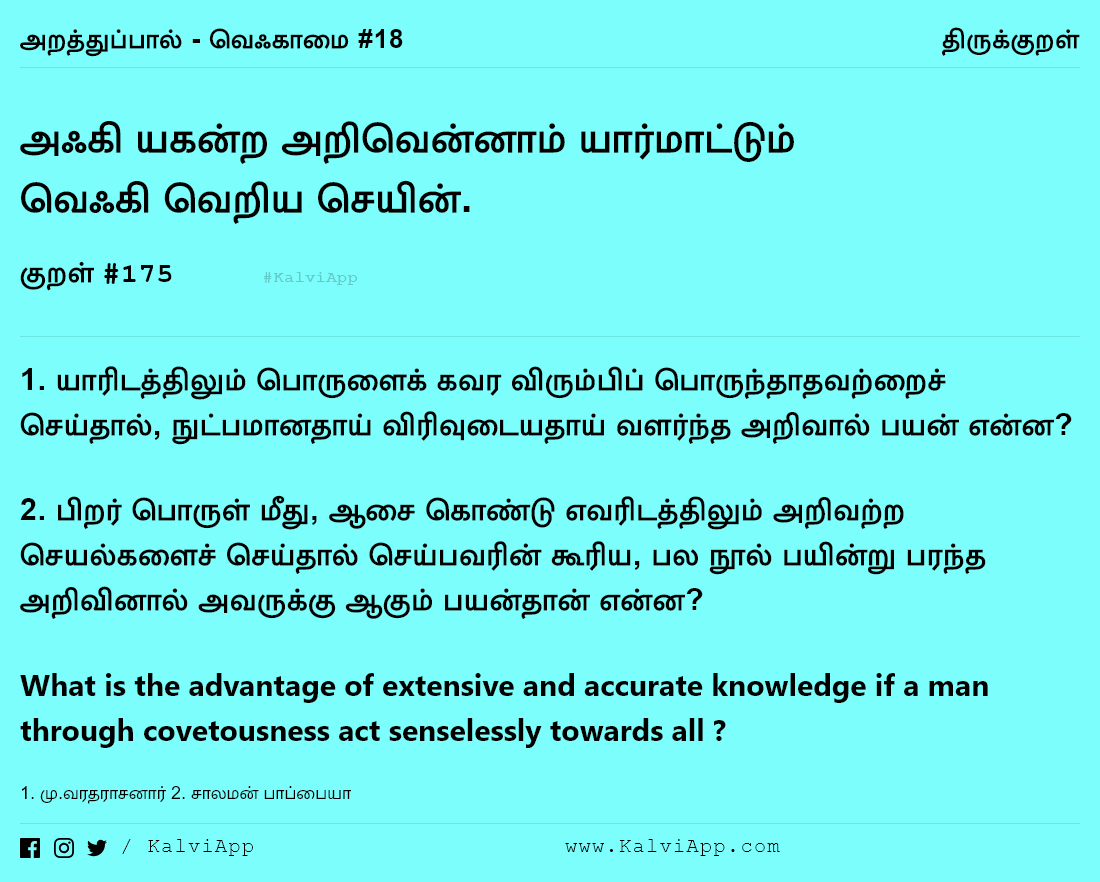 அறத்துப்பால் - வெஃகாமை #18
திருக்குறள்
அஃகி யகன்ற அறிவென்னாம் யார்மாட்டும்
வெஃகி வெறிய செயின்.
குறள் #175
#KalviApp
1. யாரிடத்திலும் பொருளைக் கவர விரும்பிப் பொருந்தாதவற்றைச்
செய்தால், நுட்பமானதாய் விரிவுடையதாய் வளர்ந்த அறிவால் பயன் என்ன?
2. பிறர் பொருள் மீது, ஆசை கொண்டு எவரிடத்திலும் அறிவற்ற
செயல்களைச் செய்தால் செய்பவரின் கூரிய, பல நூல் பயின்று பரந்த
அறிவினால் அவருக்கு ஆகும் பயன்தான் என்ன?
What is the advantage of extensive and accurate knowledge if a man
through covetousness act senselessly towards all ?
1. மு.வரதராசனார் 2. சாலமன் பாப்பையா
/ KalviApp
www.KalviApp.com